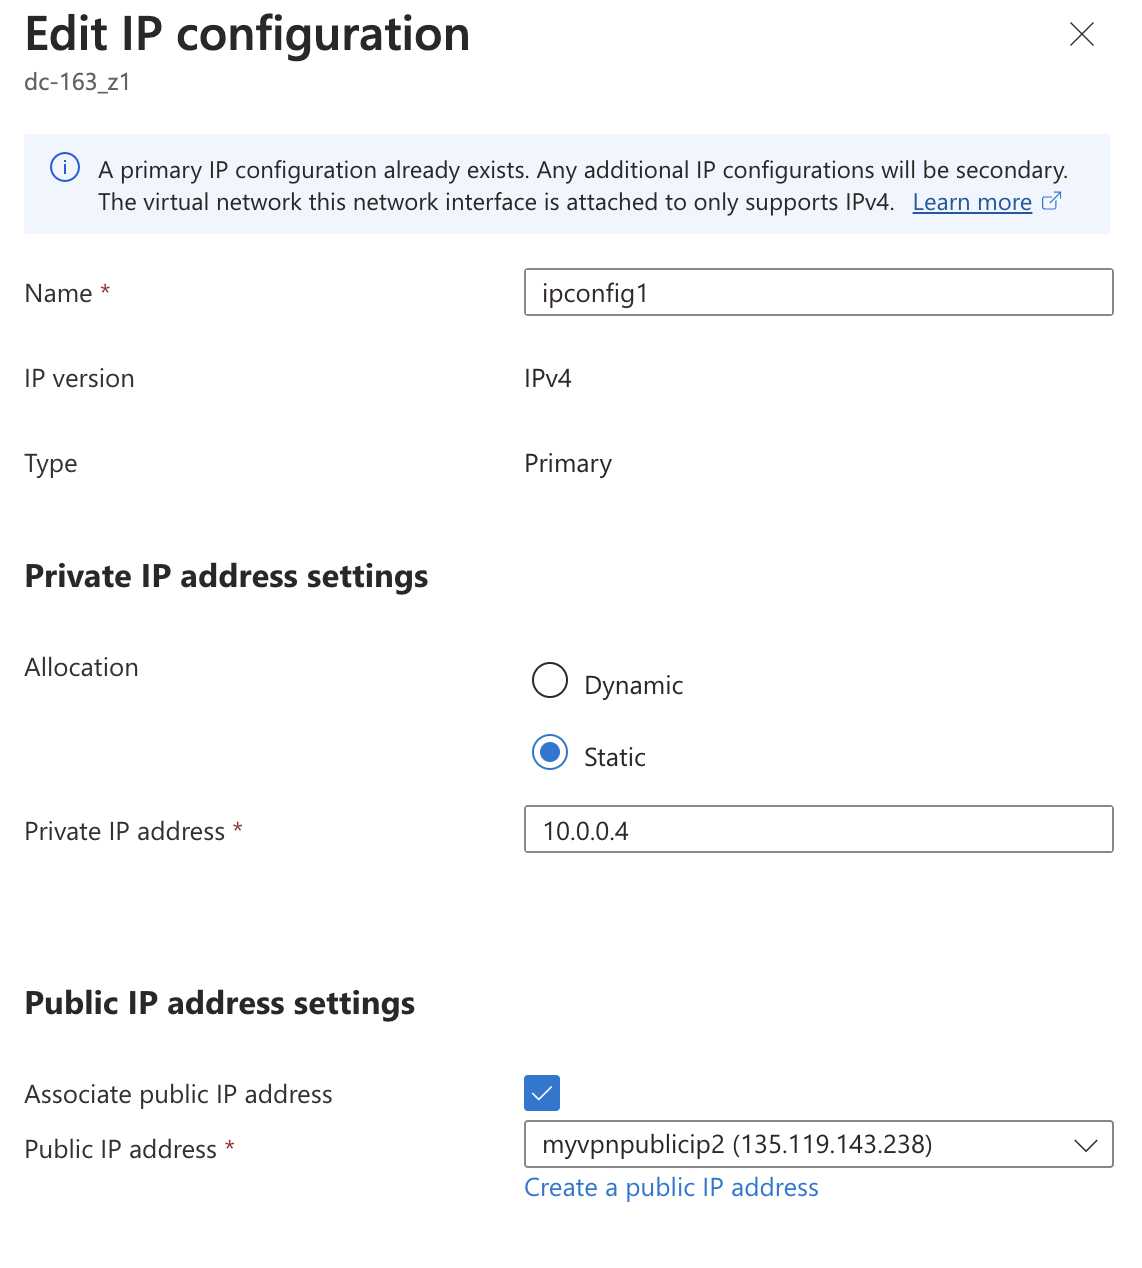 Edit IP configuration
dc-163_z1
A primary IP configuration already exists. Any additional IP configurations will be secondary.
The virtual network this network interface is attached to only supports IPv4. Learn more
Name *
ipconfig1
IP version
IPv4
Type
Primary
Private IP address settings
Allocation
Dynamic
Static
Private IP address *
10.0.0.4
Public IP address settings
Associate public IP address
Public IP address *
myvpnpublicip2 (135.119.143.238)
Create a public IP address